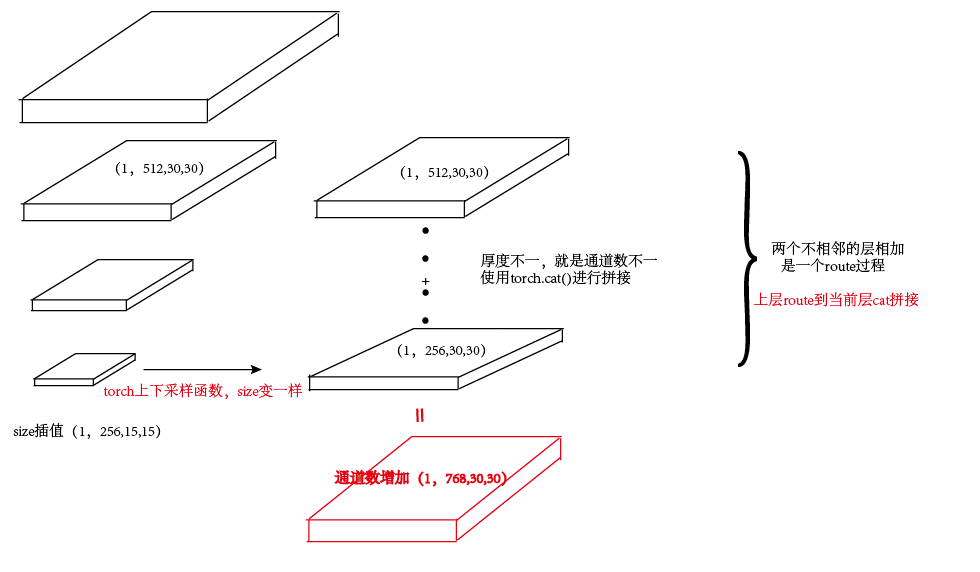 （1，512,30,30）
（1，512,30,30）
厚度不一，就是通道数不一
使用torch.cat()进行拼接
+
两个不相邻的层相加
是一个route过程
上层route到当前层cat拼接
（1，256,30,30）
torch上下采样函数，size变一样
size插值（1，256,15,15）
=
通道数增加（1，768,30,30）